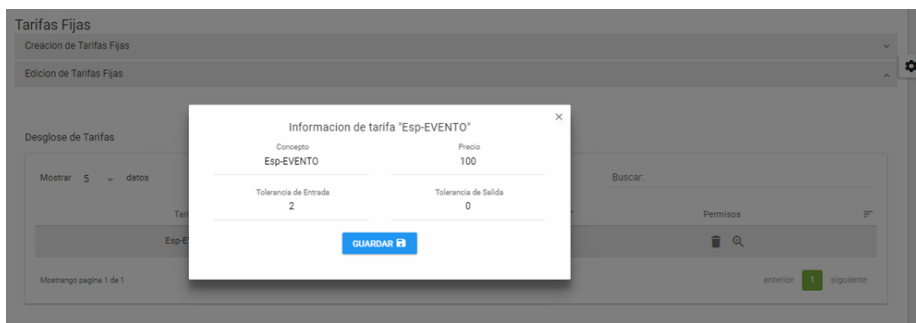 Tarifas Fijas
Creacion de Tarifas Fijas
Edicion de Tarifas Fijas
Informacion de tarifa "Esp-EVENTO"
Concepto Precio
Esp-EVENTO 100
Tolerancia de Entrada Tolerancia de Salida
2 0
GUARDAR
Desglose de Tarifas
Mostrar 5 datos Buscar:
Permisos
Mostrango pagina 1 de 1 anterior 1 siguiente